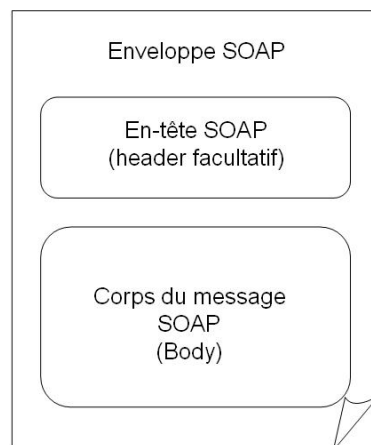 Enveloppe SOAP
En-tête SOAP
(header facultatif)
Corps du message
SOAP
(Body)